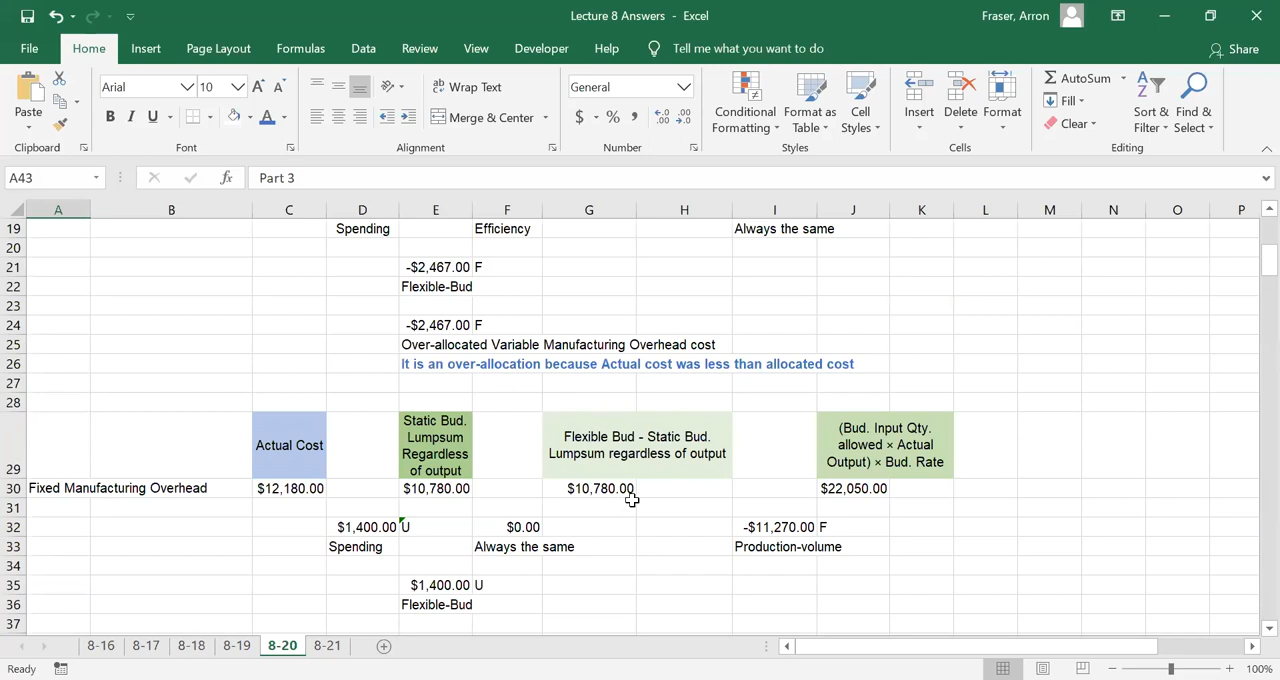 Lecture 8 Answers - Excel
Fraser, Arron
File Home Insert Page Layout Formulas Data Review View Developer Help Tell me what you want to do Share
Paste
Clipboard
Arial 10
B I U
Font
Wrap Text
Merge & Center
Alignment
General
$ % ,
Number
Conditional Formatting
Format as Table
Cell Styles
Styles
Insert Delete Format
Cells
AutoSum
Fill
Clear
Sort & Filter
Find & Select
Editing
A43 fx Part 3
A B C D E F G H I J K L M N O P
19 Spending Efficiency Always the same
20
21 -$2,467.00 F
22 Flexible-Bud
23
24 -$2,467.00 F
25 Over-allocated Variable Manufacturing Overhead cost
26 It is an over-allocation because Actual cost was less than allocated cost
27
28
29 Actual Cost
Static Bud.
Lumpsum
Regardless
of output
Flexible Bud - Static Bud.
Lumpsum regardless of output
(Bud. Input Qty.
allowed × Actual
Output) × Bud. Rate
30 Fixed Manufacturing Overhead $12,180.00 $10,780.00 $10,780.00 $22,050.00
31
32 $1,400.00 U $0.00 -$11,270.00 F
33 Spending Always the same Production-volume
34
35 $1,400.00 U
36 Flexible-Bud
37
8-16 8-17 8-18 8-19 8-20 8-21
Ready 100%